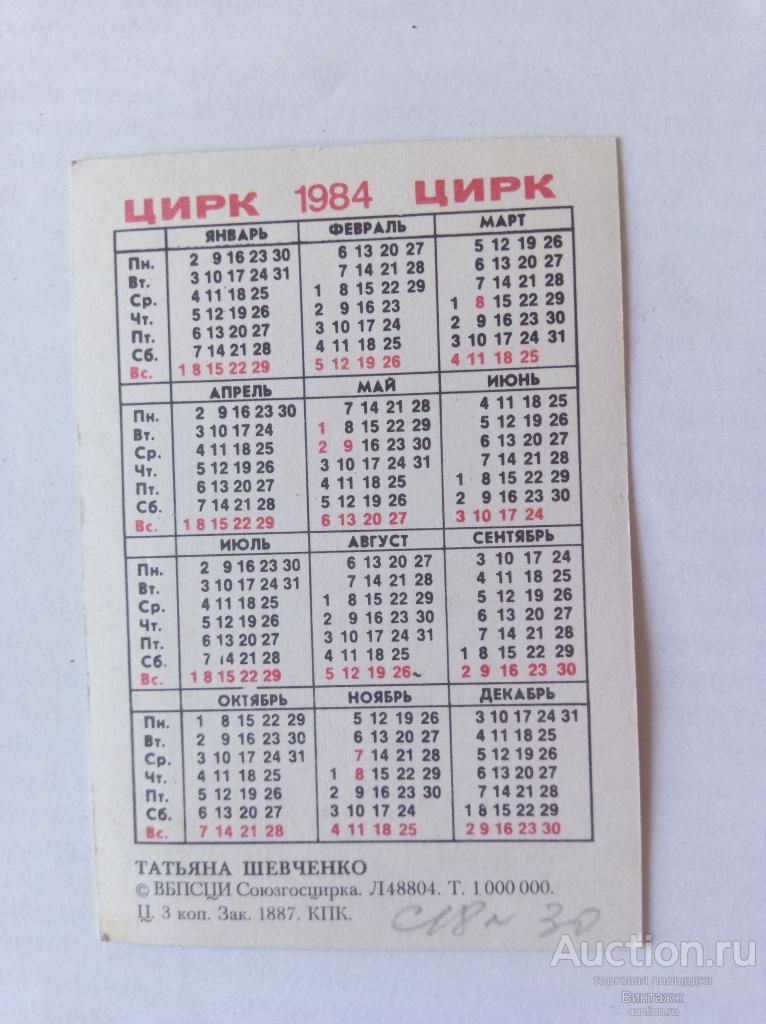 ЦИРК 1984 ЦИРК
ЯНВАРЬ ФЕВРАЛЬ МАРТ
Пн. 2 9 16 23 30 6 13 20 27 5 12 19 26
Вт. 3 10 17 24 31 7 14 21 28 6 13 20 27
Ср. 4 11 18 25 1 8 15 22 29 7 14 21 28
Чт. 5 12 19 26 2 9 16 23 1 8 15 22 29
Пт. 6 13 20 27 3 10 17 24 2 9 16 23 30
Сб. 7 14 21 28 4 11 18 25 3 10 17 24 31
Вс. 1 8 15 22 29 5 12 19 26 4 11 18 25
АПРЕЛЬ МАЙ ИЮНЬ
Пн. 2 9 16 23 30 7 14 21 28 4 11 18 25
Вт. 3 10 17 24 1 8 15 22 29 5 12 19 26
Ср. 4 11 18 25 2 9 16 23 30 6 13 20 27
Чт. 5 12 19 26 3 10 17 24 31 7 14 21 28
Пт. 6 13 20 27 4 11 18 25 1 8 15 22 29
Сб. 7 14 21 28 5 12 19 26 2 9 16 23 30
Вс. 1 8 15 22 29 6 13 20 27 3 10 17 24
ИЮЛЬ АВГУСТ СЕНТЯБРЬ
Пн. 2 9 16 23 30 6 13 20 27 3 10 17 24
Вт. 3 10 17 24 31 7 14 21 28 4 11 18 25
Ср. 4 11 18 25 1 8 15 22 29 5 12 19 26
Чт. 5 12 19 26 2 9 16 23 30 6 13 20 27
Пт. 6 13 20 27 3 10 17 24 31 7 14 21 28
Сб. 7 14 21 28 4 11 18 25 1 8 15 22 29
Вс. 1 8 15 22 29 5 12 19 26 2 9 16 23 30
ОКТЯБРЬ НОЯБРЬ ДЕКАБРЬ
Пн. 1 8 15 22 29 5 12 19 26 3 10 17 24 31
Вт. 2 9 16 23 30 6 13 20 27 4 11 18 25
Ср. 3 10 17 24 31 7 14 21 28 5 12 19 26
Чт. 4 11 18 25 1 8 15 22 29 6 13 20 27
Пт. 5 12 19 26 2 9 16 23 30 7 14 21 28
Сб. 6 13 20 27 3 10 17 24 1 8 15 22 29
Вс. 7 14 21 28 4 11 18 25 2 9 16 23 30
ТАТЬЯНА ШЕВЧЕНКО
© ВБПСЦИ Союзгосцирка. Л48804. Т. 1 000 000.
Ц. 3 коп. Зак. 1887. КПК.
Auction.ru
торговая площадка
Винтажк
auction.ru